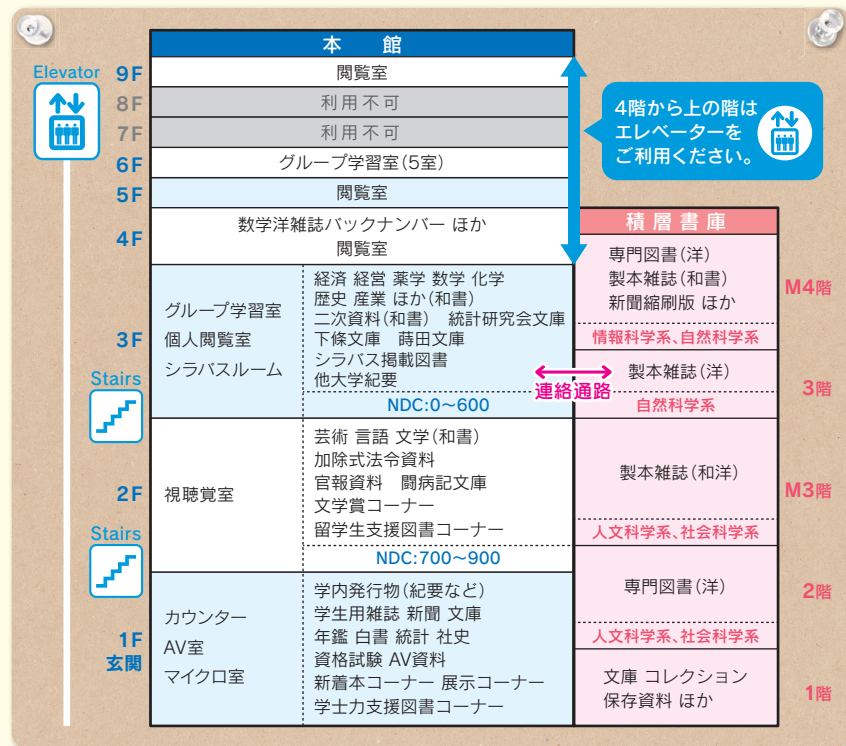 本 館
Elevator
9F
閲覧室
8F
利用不可
7F
利用不可
6F
グループ学習室(5室)
5F
閲覧室
4F
数学洋雑誌バックナンバー ほか
閲覧室
4階から上の階は
エレベーターを
ご利用ください。
3F
グループ学習室
個人閲覧室
シラバスルーム
経済 経営 薬学 数学 化学
歴史 産業 ほか(和書)
二次資料(和書) 統計研究会文庫
下條文庫 蒔田文庫
シラバス掲載図書
他大学紀要
NDC:0~600
連絡通路
Stairs
2F
視聴覚室
芸術 言語 文学(和書)
加除式法令資料
官報資料 闘病記文庫
文学賞コーナー
留学生支援図書コーナー
NDC:700~900
Stairs
1F
玄関
カウンター
AV室
マイクロ室
学内発行物(紀要など)
学生用雑誌 新聞 文庫
年鑑 白書 統計 社史
資格試験 AV資料
新着本コーナー 展示コーナー
学士力支援図書コーナー
積層書庫
専門図書(洋)
製本雑誌(和書)
新聞縮刷版 ほか
情報科学系、自然科学系
M4階
製本雑誌(洋)
自然科学系
3階
製本雑誌(和洋)
人文科学系、社会科学系
M3階
専門図書(洋)
人文科学系、社会科学系
2階
文庫 コレクション
保存資料 ほか
1階